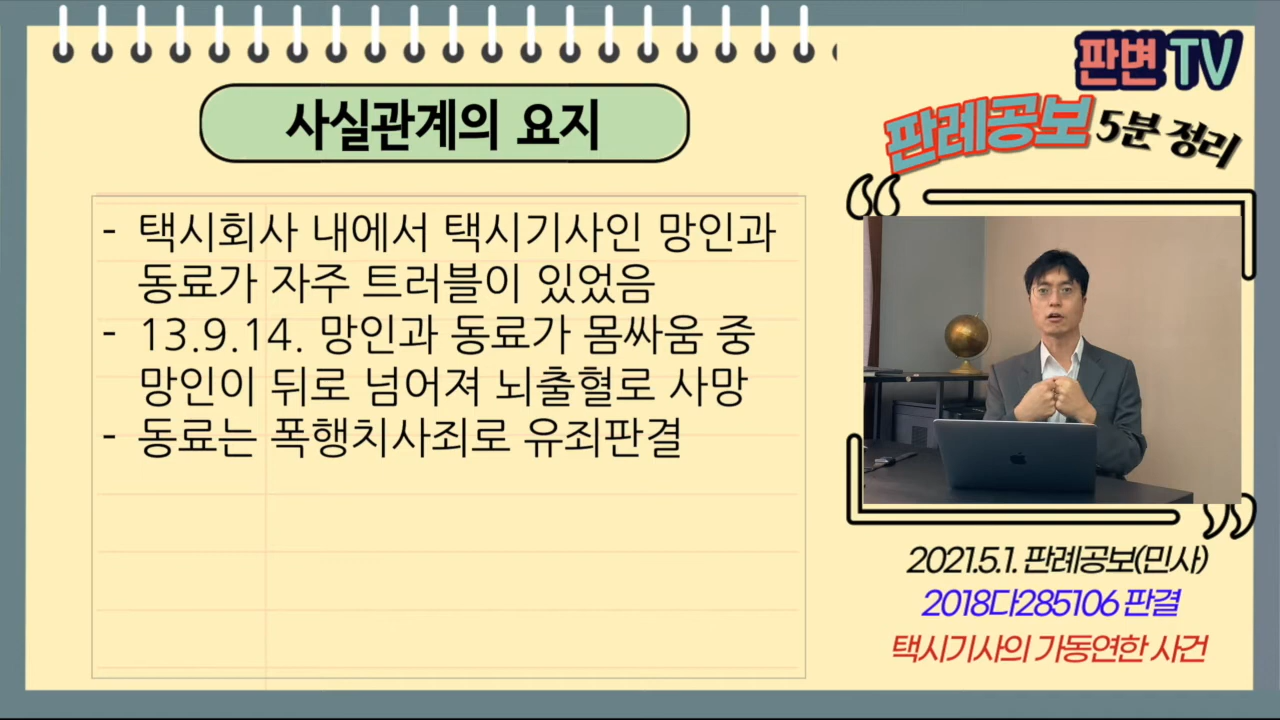 판변 TV
판례공보 5분 정리
사실관계의 요지
- 택시회사 내에서 택시기사인 망인과
동료가 자주 트러블이 있었음
- 13.9.14. 망인과 동료가 몸싸움 중
망인이 뒤로 넘어져 뇌출혈로 사망
- 동료는 폭행치사죄로 유죄판결
2021.5.1. 판례공보(민사)
2018다285106 판결
택시기사의 가동연한 사건